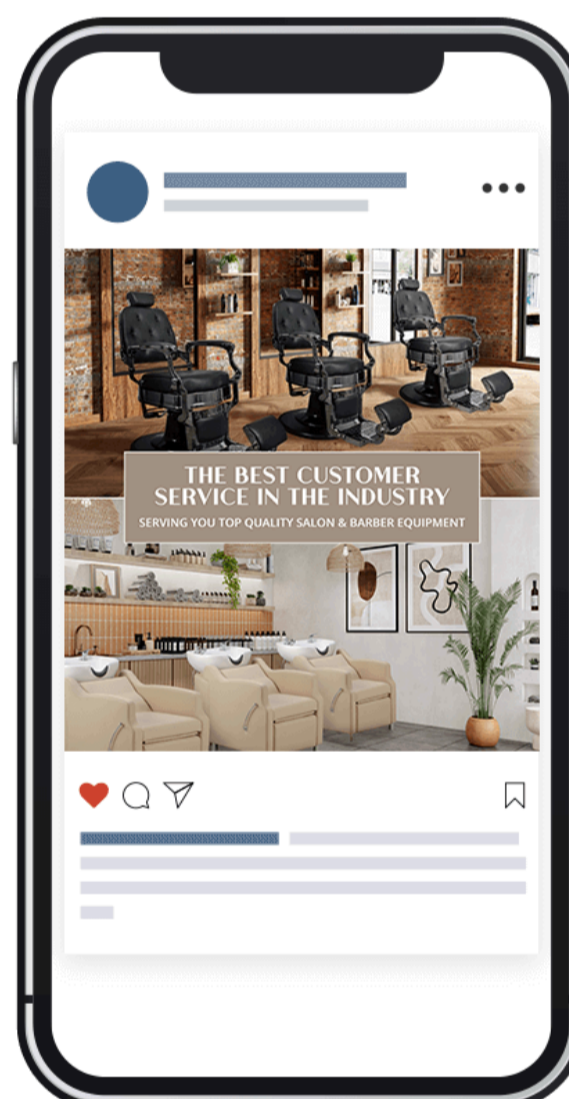 THE BEST CUSTOMER
SERVICE IN THE INDUSTRY
SERVING YOU TOP QUALITY SALON & BARBER EQUIPMENT